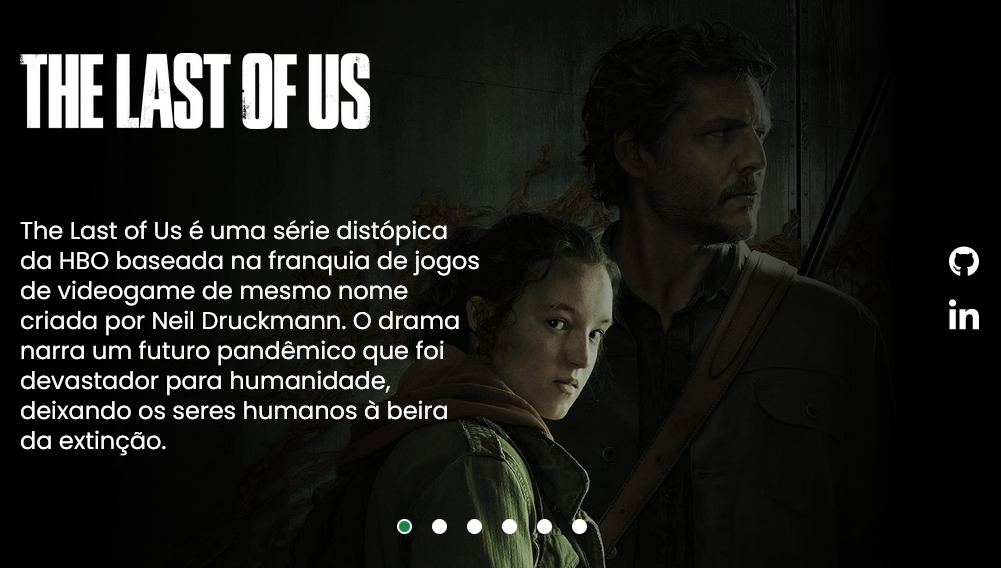 THE LAST OF US
The Last of Us é uma série distópica
da HBO baseada na franquia de jogos
de videogame de mesmo nome
criada por Neil Druckmann. O drama
narra um futuro pandêmico que foi
devastador para humanidade,
deixando os seres humanos à beira
da extinção.
in